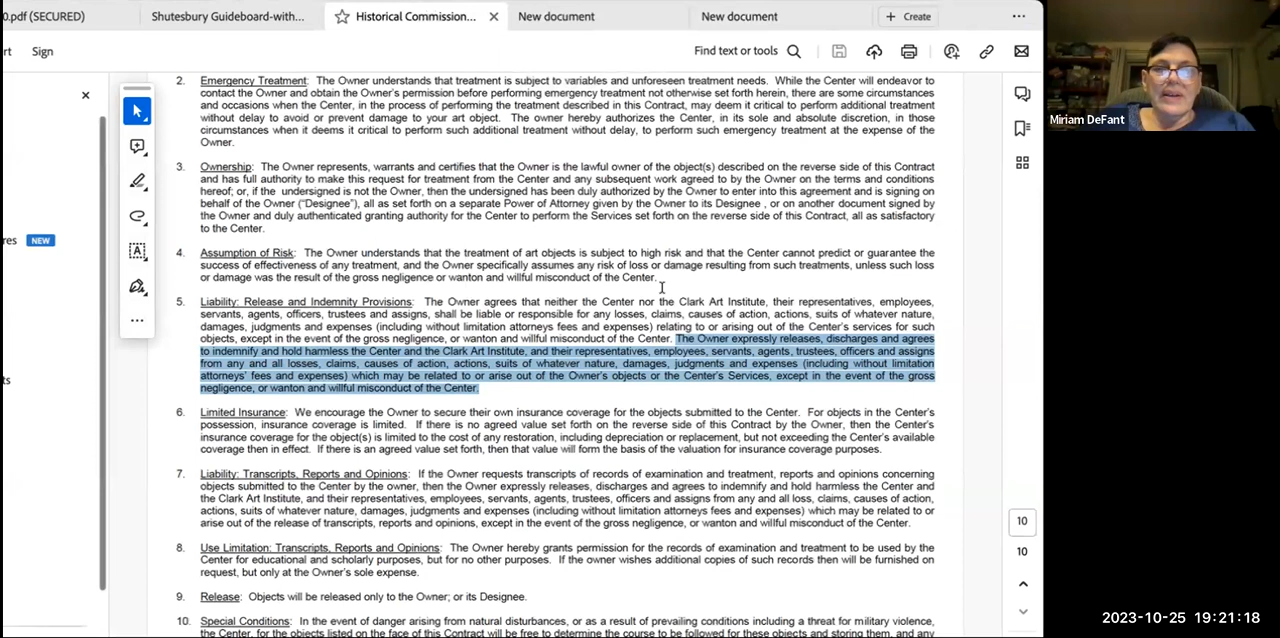 0.pdf (SECURED)
Shutesbury Guideboard-with...
Historical Commission...
New document
New document
Create
rt
Sign
Find text or tools
2. Emergency Treatment: The Owner understands that treatment is subject to variables and unforeseen treatment needs. While the Center will endeavor to
contact the Owner and obtain the Owner's permission before performing emergency treatment not otherwise set forth herein, there are some circumstances
and occasions when the Center, in the process of performing the treatment described in this Contract, may deem it critical to perform additional treatment
without delay to avoid or prevent damage to your art object. The owner hereby authorizes the Center, in its sole and absolute discretion, in those
circumstances when it deems it critical to perform such additional treatment without delay, to perform such emergency treatment at the expense of the
Owner.
3. Ownership: The Owner represents, warrants and certifies that the Owner is the lawful owner of the object(s) described on the reverse side of this Contract
and has full authority to make this request for treatment from the Center and any subsequent work agreed to by the Owner on the terms and conditions
hereof; or, if the undersigned is not the Owner, then the undersigned has been duly authorized by the Owner to enter into this agreement and is signing on
behalf of the Owner ("Designee"), all as set forth on a separate Power of Attorney given by the Owner to its Designee , or on another document signed by
the Owner and duly authenticated granting authority for the Center to perform the Services set forth on the reverse side of this Contract, all as satisfactory
to the Center.
4. Assumption of Risk: The Owner understands that the treatment of art objects is subject to high risk and that the Center cannot predict or guarantee the
success of effectiveness of any treatment, and the Owner specifically assumes any risk of loss or damage resulting from such treatments, unless such loss
or damage was the result of the gross negligence or wanton and willful misconduct of the Center.
5. Liability: Release and Indemnity Provisions: The Owner agrees that neither the Center nor the Clark Art Institute, their representatives, employees,
servants, agents, officers, trustees and assigns, shall be liable or responsible for any losses, claims, causes of action, actions, suits of whatever nature,
damages, judgments and expenses (including without limitation attorneys fees and expenses) relating to or arising out of the Center's services for such
objects, except in the event of the gross negligence, or wanton and willful misconduct of the Center. The Owner expressly releases, discharges and agrees
to indemnify and hold harmless the Center and the Clark Art Institute, and their representatives, employees, servants, agents, trustees, officers and assigns
from any and all losses, claims, causes of action, actions, suits of whatever nature, damages, judgments and expenses (including without limitation
attorneys' fees and expenses) which may be related to or arise out of the Owner's objects or the Center's Services, except in the event of the gross
negligence, or wanton and willful misconduct of the Center.
6. Limited Insurance: We encourage the Owner to secure their own insurance coverage for the objects submitted to the Center. For objects in the Center's
possession, insurance coverage is limited. If there is no agreed value set forth on the reverse side of this Contract by the Owner, then the Center's
insurance coverage for the object(s) is limited to the cost of any restoration, including depreciation or replacement, but not exceeding the Center's available
coverage then in effect. If there is an agreed value set forth, then that value will form the basis of the valuation for insurance coverage purposes.
7. Liability: Transcripts, Reports and Opinions: If the Owner requests transcripts of records of examination and treatment, reports and opinions concerning
objects submitted to the Center by the owner, then the Owner expressly releases, discharges and agrees to indemnify and hold harmless the Center and
the Clark Art Institute, and their representatives, employees, servants, agents, trustees, officers and assigns from any and all loss, claims, causes of action,
actions, suits of whatever nature, damages, judgments and expenses (including without limitation attorneys fees and expenses) which may be related to or
arise out of the release of transcripts, reports and opinions, except in the event of the gross negligence, or wanton and willful misconduct of the Center.
8. Use Limitation: Transcripts, Reports and Opinions: The Owner hereby grants permission for the records of examination and treatment to be used by the
Center for educational and scholarly purposes, but for no other purposes. If the owner wishes additional copies of such records then will be furnished on
request, but only at the Owner's sole expense.
9. Release: Objects will be released only to the Owner; or its Designee.
10. Special Conditions: In the event of danger arising from natural disturbances, or as a result of prevailing conditions including a threat for military violence,
the Center, for the objects listed on the face of this Contract will be free to determine the course to be followed for these objects and storing them, and any
res
NEW
ts
10
10
Miriam DeFant
2023-10-25 19:21:18